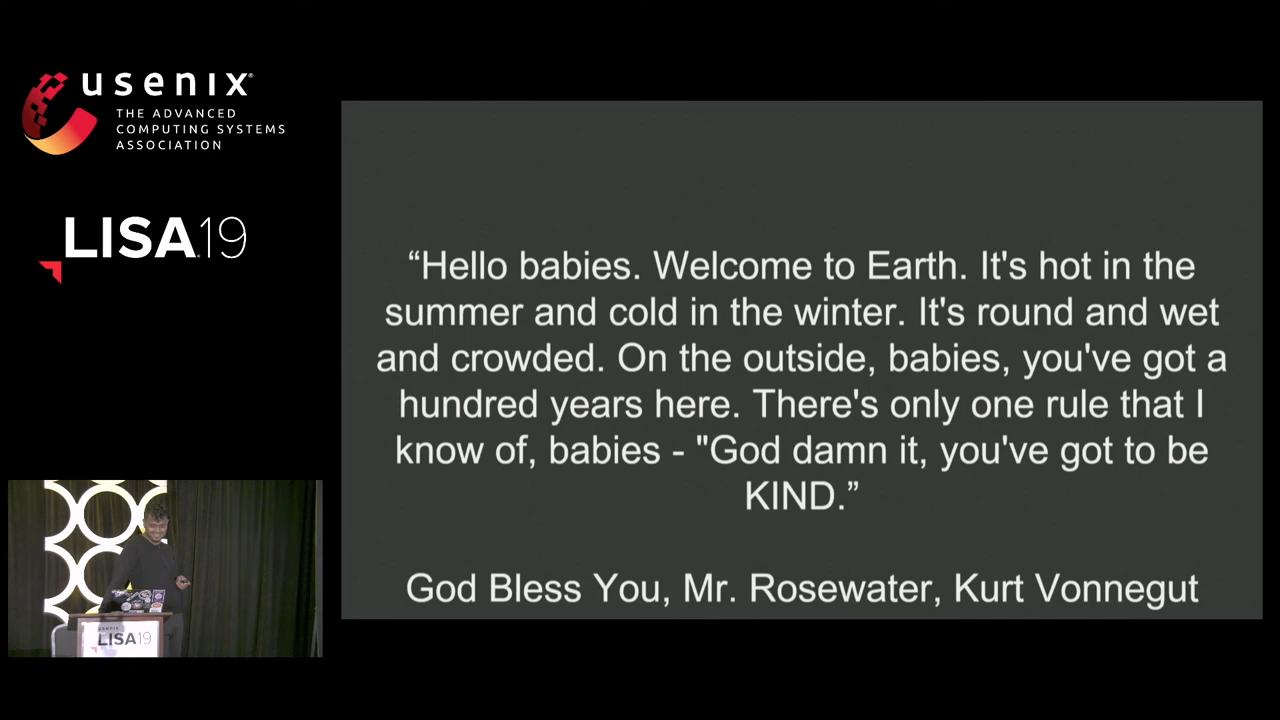 usenix
THE ADVANCED
COMPUTING SYSTEMS
ASSOCIATION
LISA19
“Hello babies. Welcome to Earth. It's hot in the
summer and cold in the winter. It's round and wet
and crowded. On the outside, babies, you've got a
hundred years here. There's only one rule that I
know of, babies - "God damn it, you've got to be
KIND.”
God Bless You, Mr. Rosewater, Kurt Vonnegut
usenix
LISA19